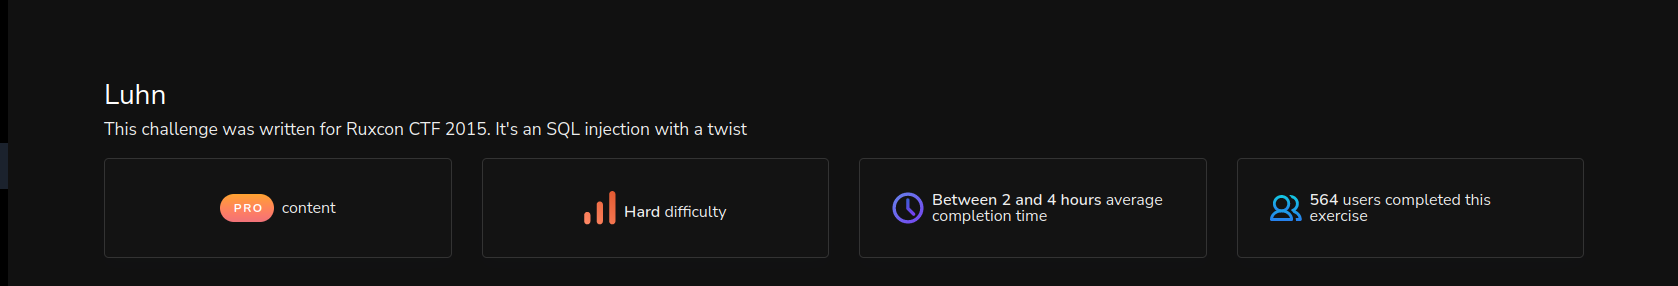 Luhn
This challenge was written for Ruxcon CTF 2015. It's an SQL injection with a twist
PRO content
Hard difficulty
Between 2 and 4 hours average
completion time
564 users completed this
exercise